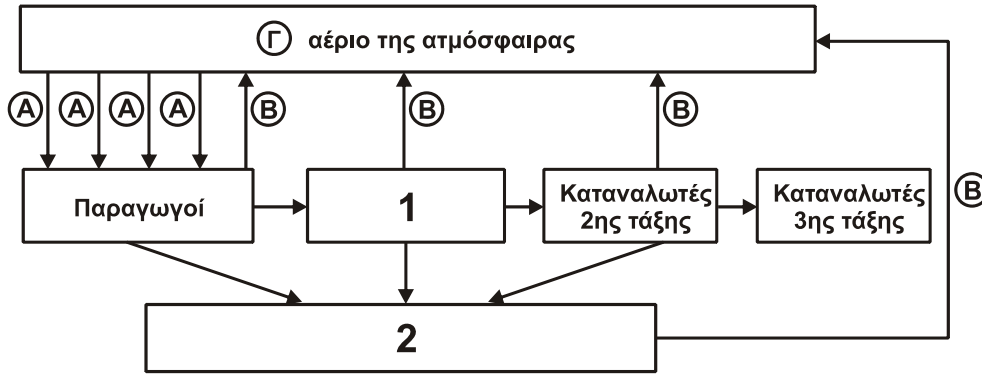 Γ αέριο της ατμόσφαιρας
Α Α Α Α Β Β Β
Παραγωγοί
1
Καταναλωτές
2ης τάξης
Καταναλωτές
3ης τάξης
Β
2